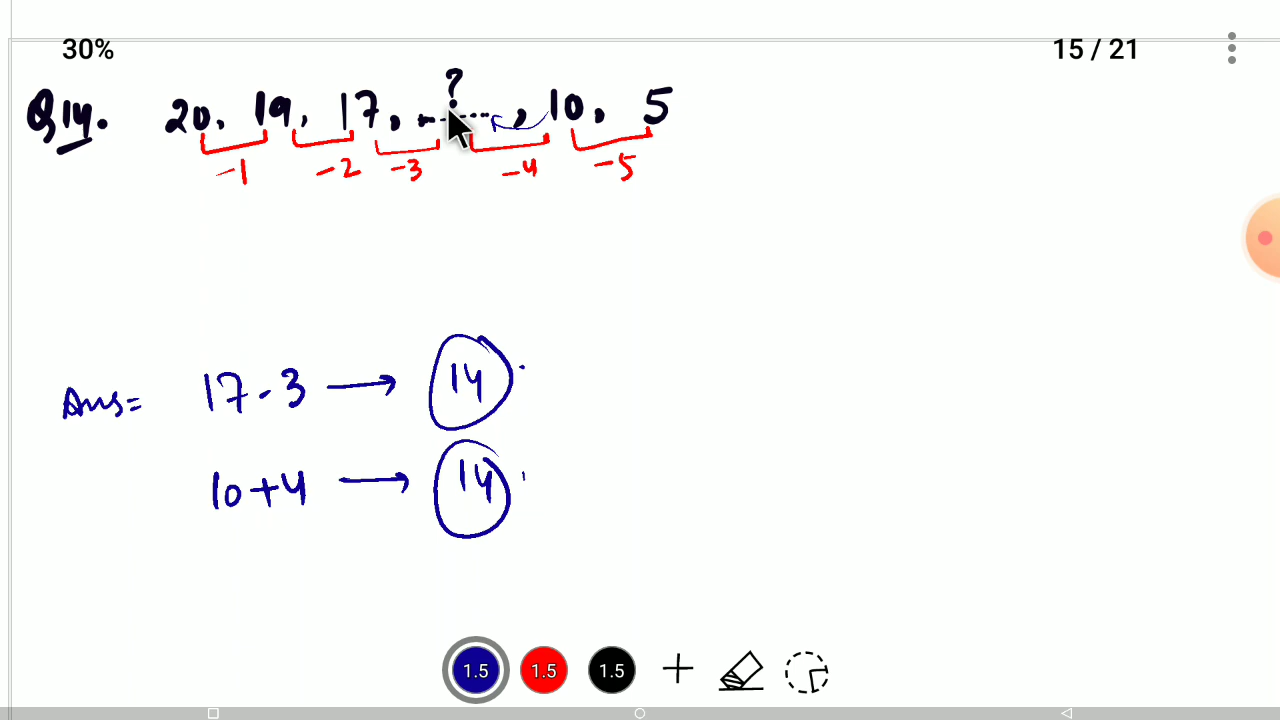 30% 15 / 21
Q14. 20, 19, 17, ...?..., 10, 5
-1 -2 -3 -4 -5
Ans= 17-3 → 14
10+4 → 14
1.5 1.5 1.5